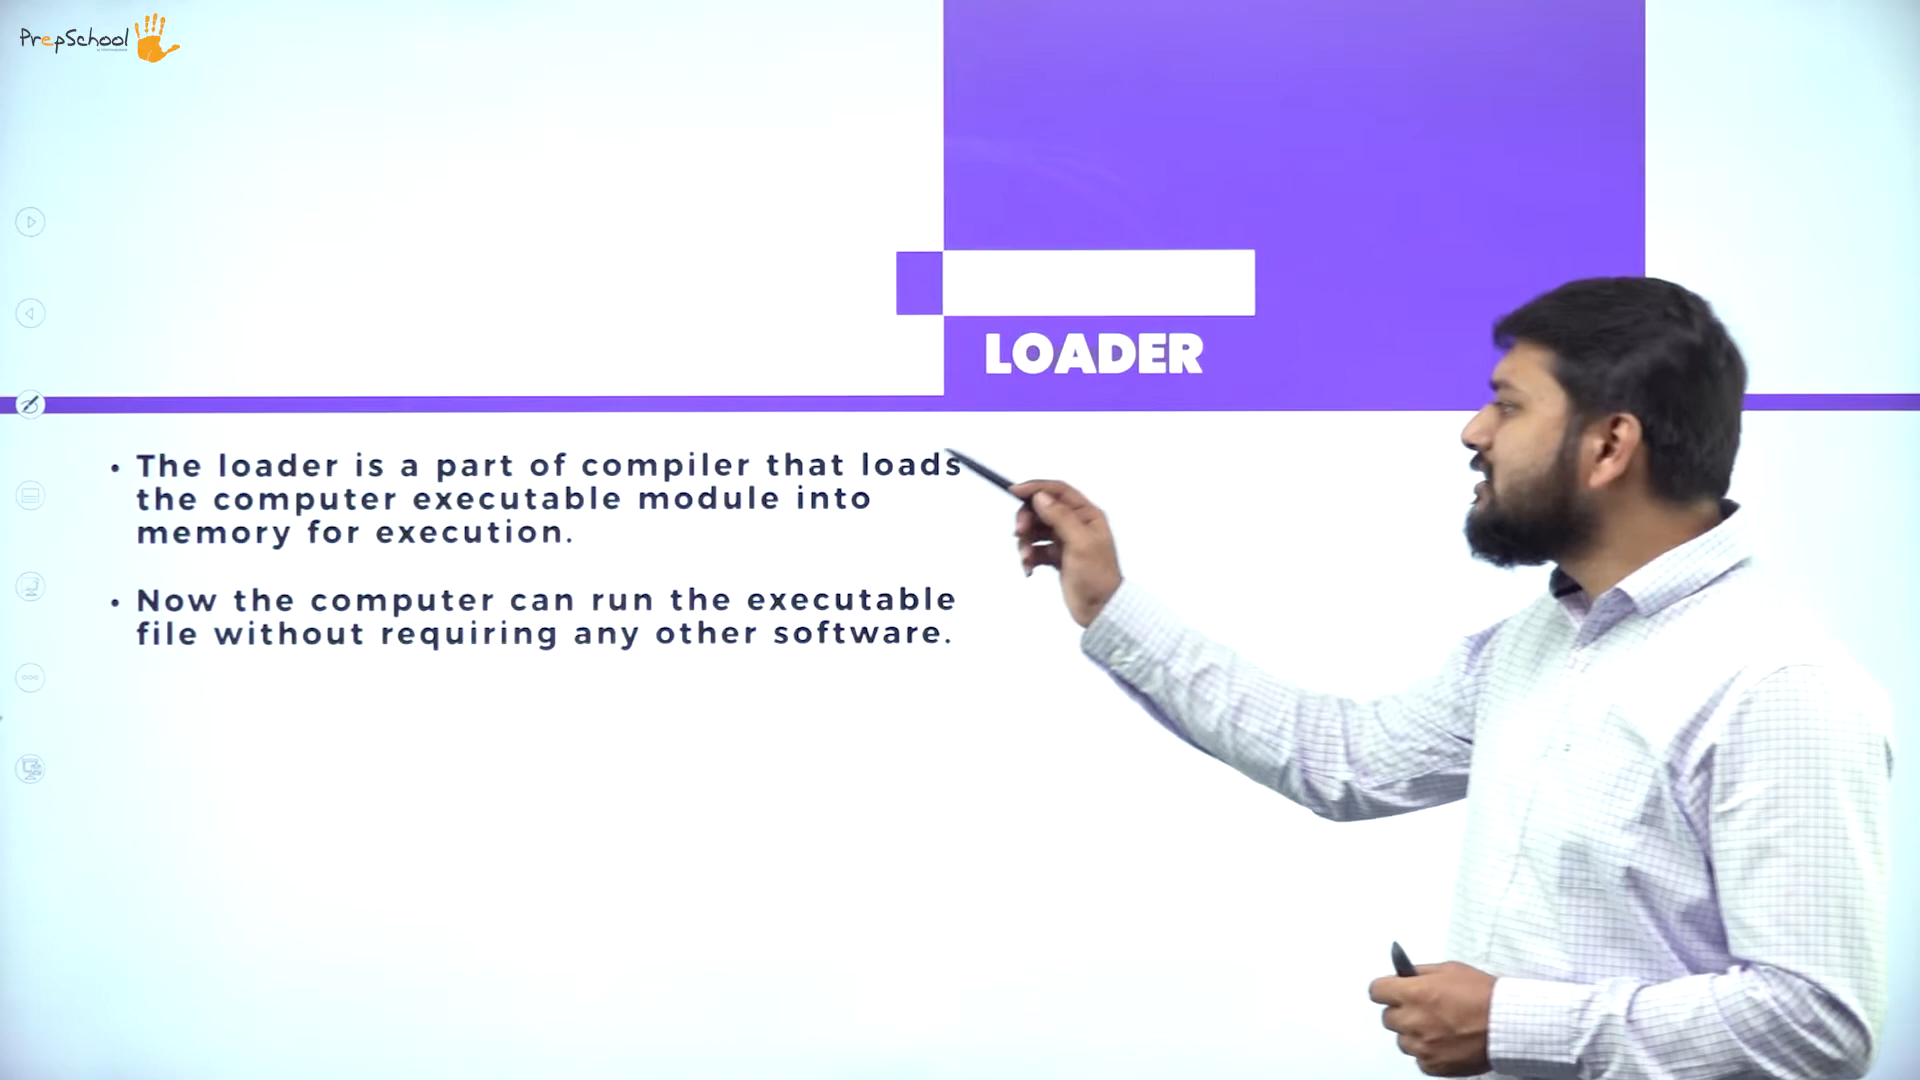 PrepSchool
LOADER
• The loader is a part of compiler that loads
the computer executable module into
memory for execution.
• Now the computer can run the executable
file without requiring any other software.